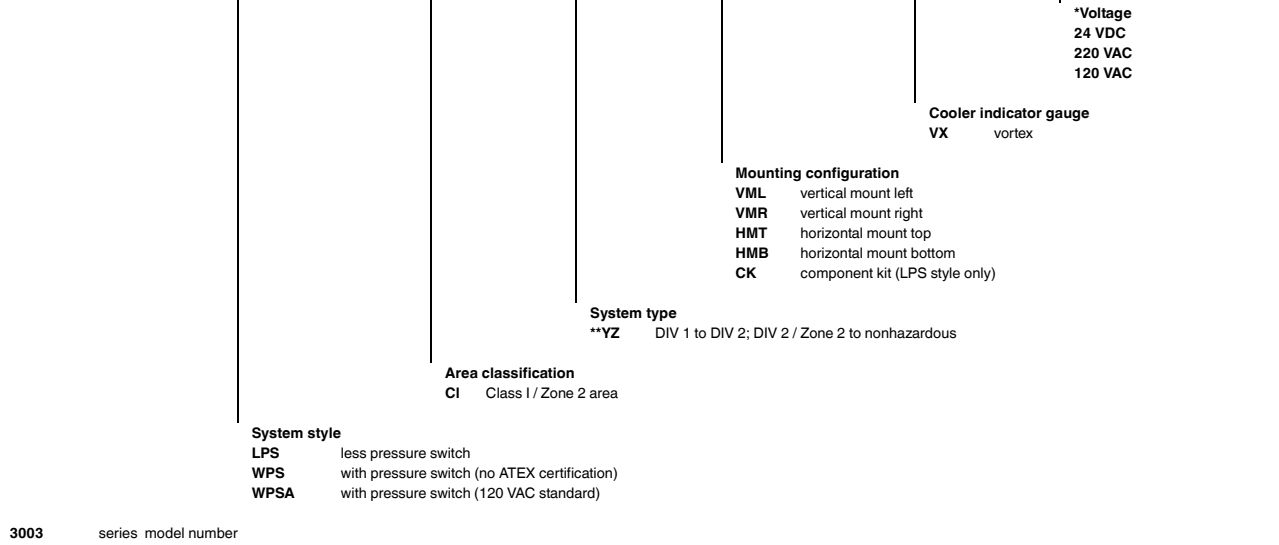 *Voltage
24 VDC
220 VAC
120 VAC
Cooler indicator gauge
VX vortex
Mounting configuration
VML vertical mount left
VMR vertical mount right
HMT horizontal mount top
HMB horizontal mount bottom
CK component kit (LPS style only)
System type
**YZ DIV 1 to DIV 2; DIV 2 / Zone 2 to nonhazardous
Area classification
CI Class I / Zone 2 area
System style
LPS less pressure switch
WPS with pressure switch (no ATEX certification)
WPSA with pressure switch (120 VAC standard)
3003 series model number